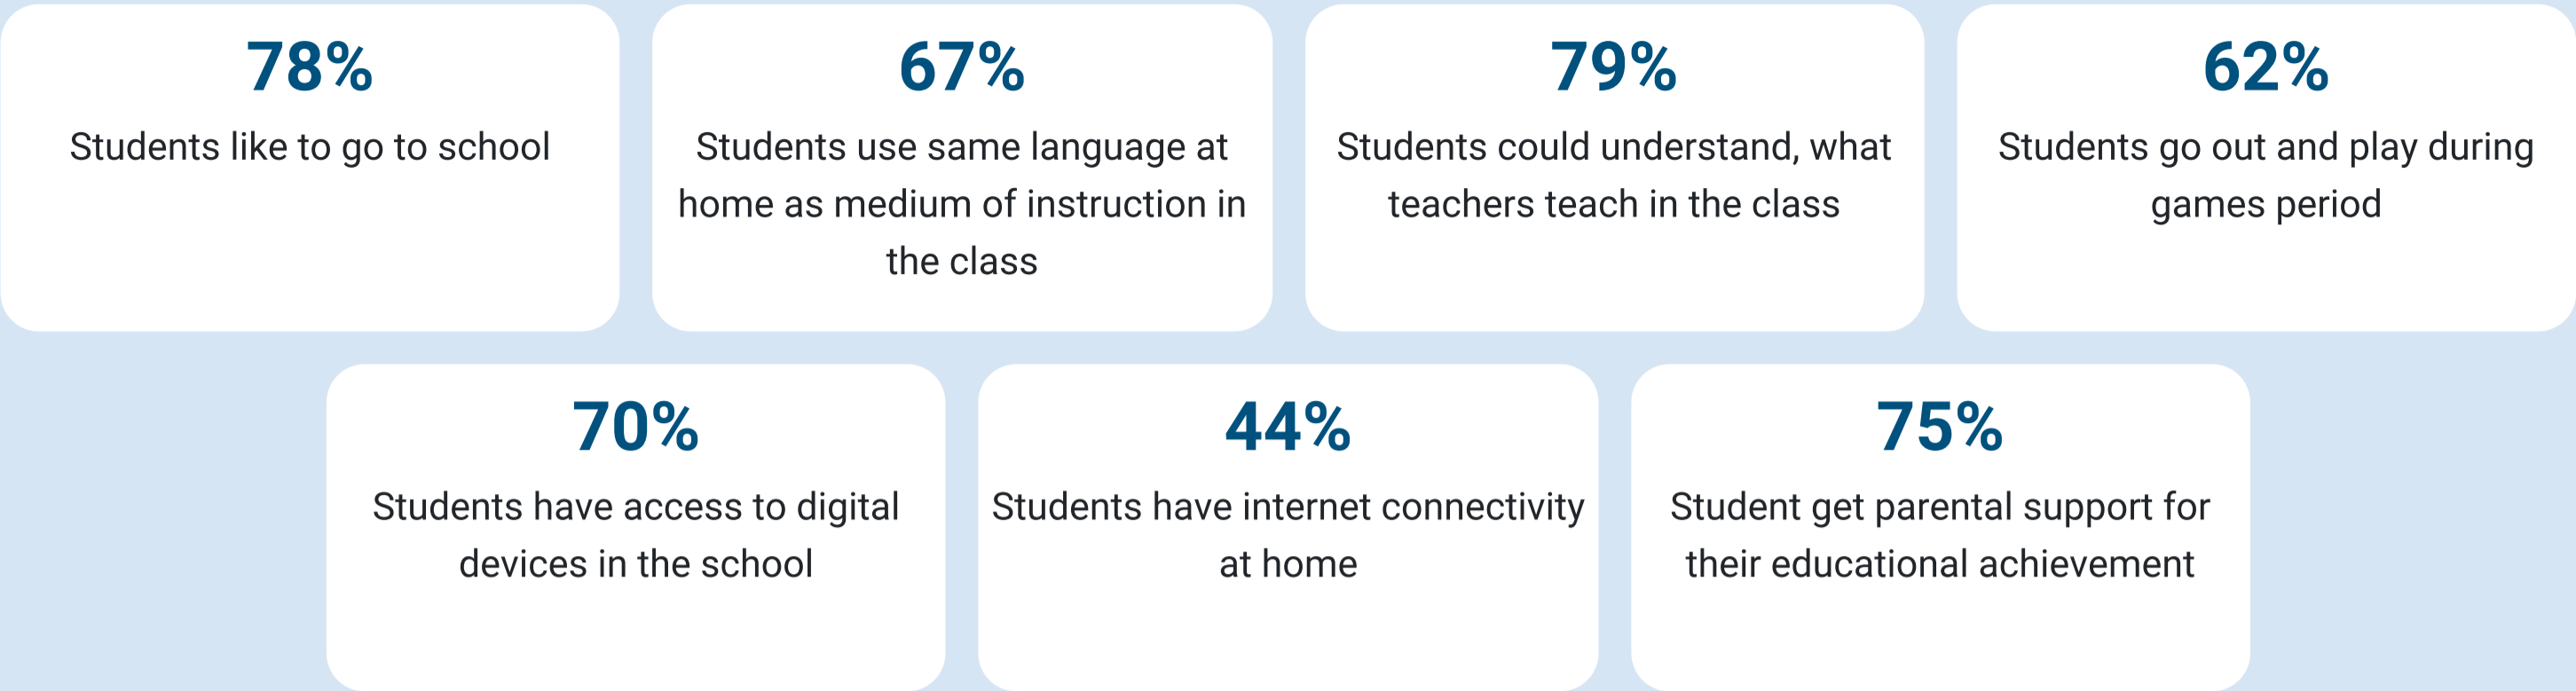 78%
Students like to go to school
67%
Students use same language at
home as medium of instruction in
the class
79%
Students could understand, what
teachers teach in the class
62%
Students go out and play during
games period
70%
Students have access to digital
devices in the school
44%
Students have internet connectivity
at home
75%
Student get parental support for
their educational achievement